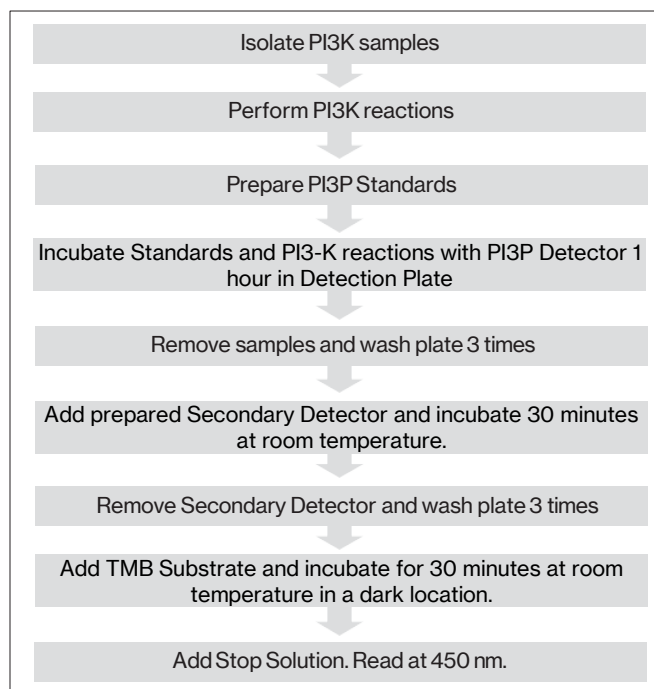 Isolate PI3K samples
Perform PI3K reactions
Prepare PI3P Standards
Incubate Standards and PI3-K reactions with PI3P Detector 1
hour in Detection Plate
Remove samples and wash plate 3 times
Add prepared Secondary Detector and incubate 30 minutes
at room temperature.
Remove Secondary Detector and wash plate 3 times
Add TMB Substrate and incubate for 30 minutes at room
temperature in a dark location.
Add Stop Solution. Read at 450 nm.